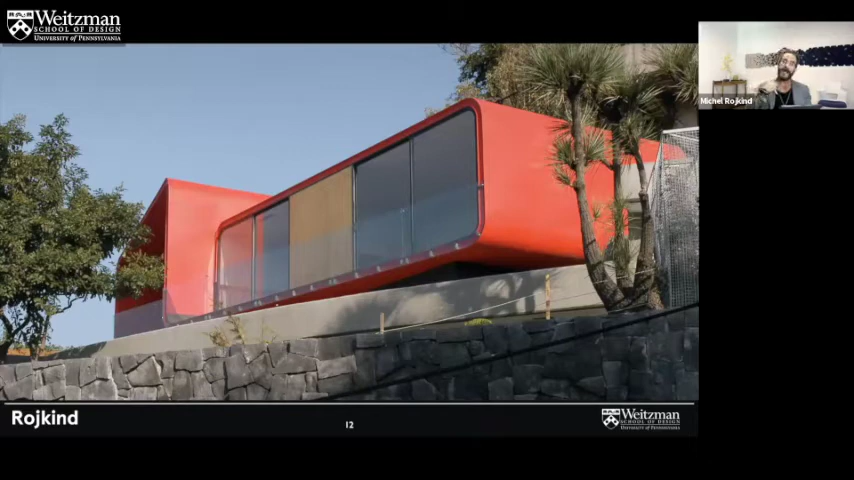 Weitzman
SCHOOL OF DESIGN
UNIVERSITY of PENNSYLVANIA
Michel Rojkind
Rojkind
12
Weitzman
SCHOOL OF DESIGN
UNIVERSITY of PENNSYLVANIA